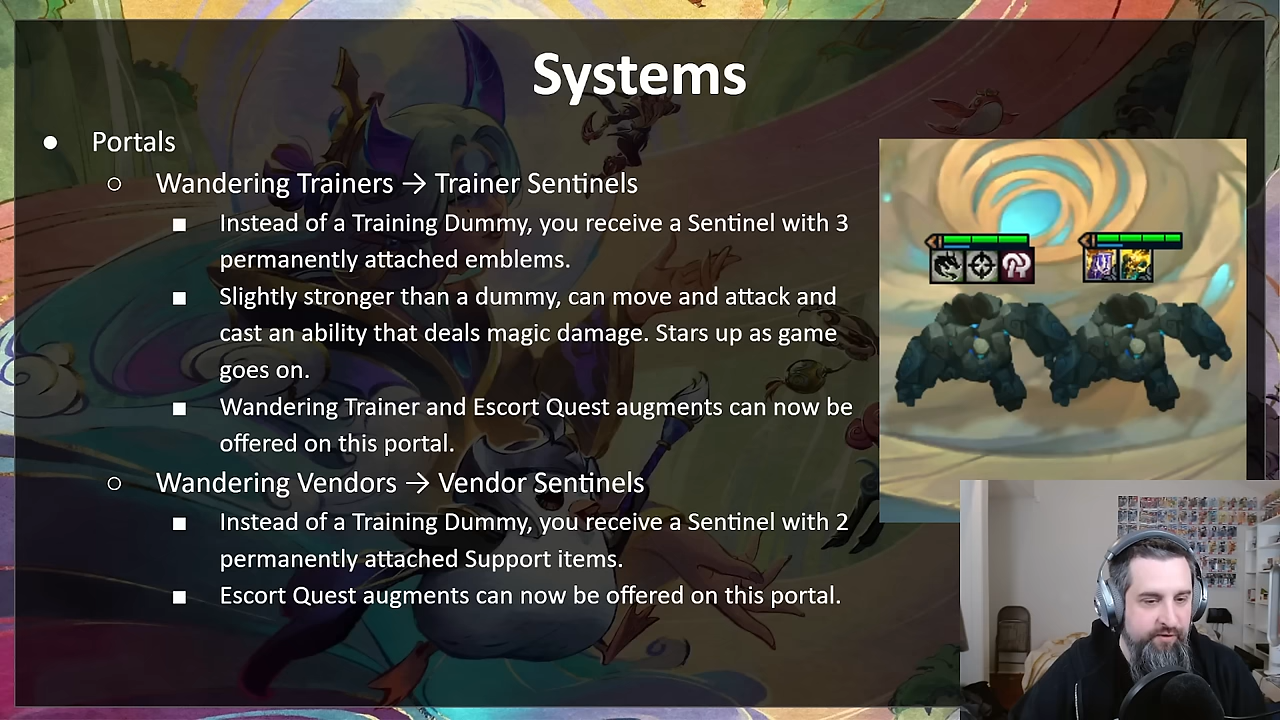 Systems
● Portals
○ Wandering Trainers → Trainer Sentinels
■ Instead of a Training Dummy, you receive a Sentinel with 3
permanently attached emblems.
■ Slightly stronger than a dummy, can move and attack and
cast an ability that deals magic damage. Stars up as game
goes on.
■ Wandering Trainer and Escort Quest augments can now be
offered on this portal.
○ Wandering Vendors → Vendor Sentinels
■ Instead of a Training Dummy, you receive a Sentinel with 2
permanently attached Support items.
■ Escort Quest augments can now be offered on this portal.